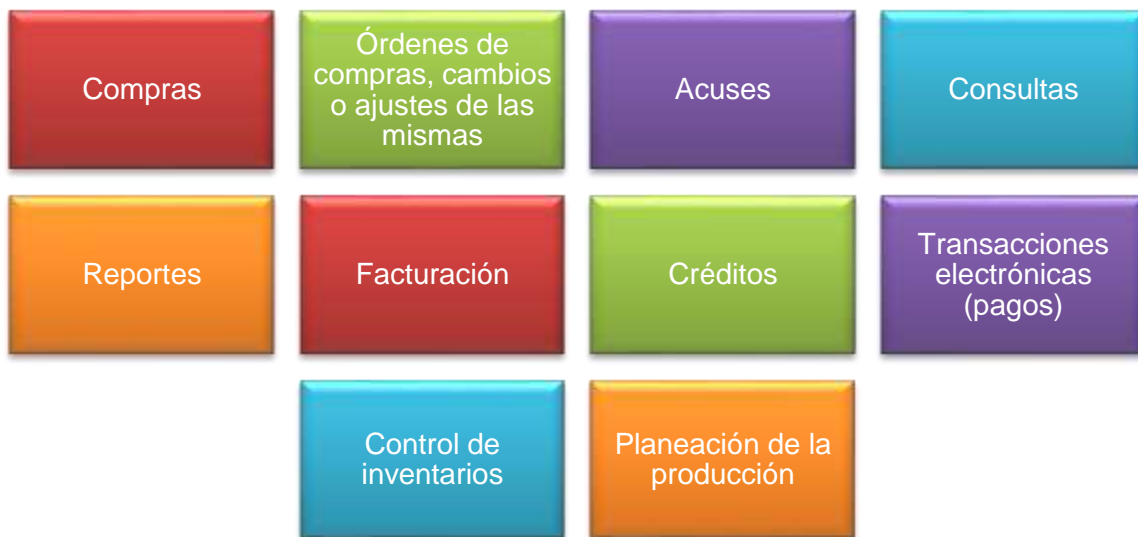 Compras
Órdenes de
compras, cambios
o ajustes de las
mismas
Acuses
Consultas
Reportes
Facturación
Créditos
Transacciones
electrónicas
(pagos)
Control de
inventarios
Planeación de la
producción